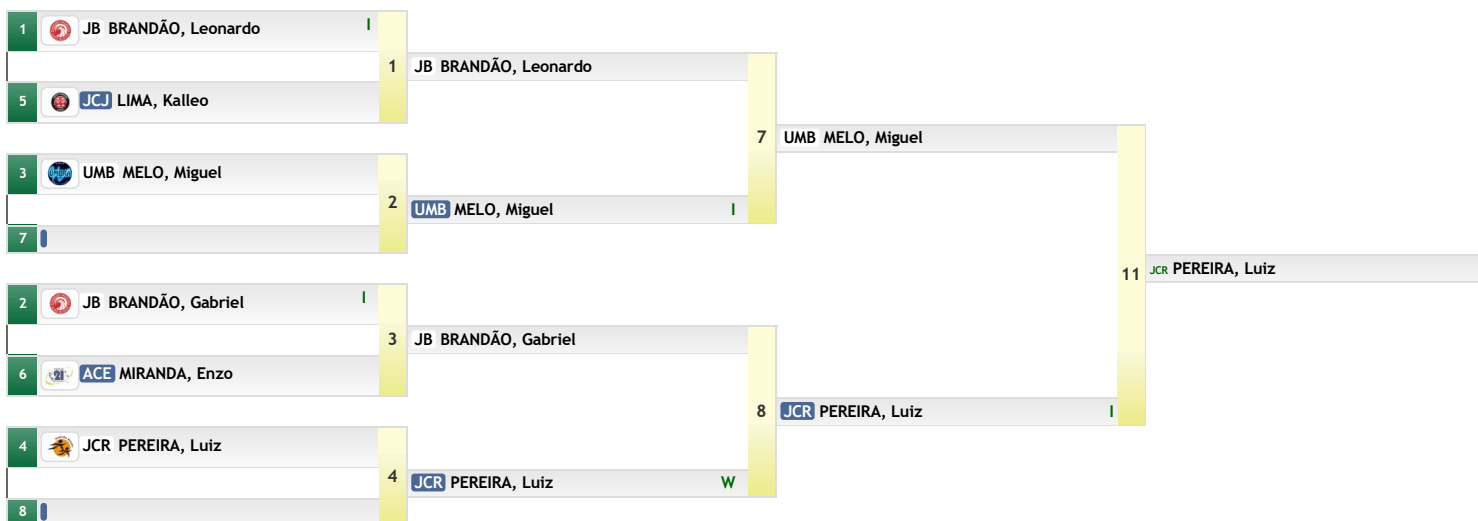 1 JB BRANDÃO, Leonardo I
1 JB BRANDÃO, Leonardo
5 JCJ LIMA, Kalleo
7 UMB MELO, Miguel
3 UMB MELO, Miguel
2 UMB MELO, Miguel I
7
11 JCR PEREIRA, Luiz
2 JB BRANDÃO, Gabriel I
3 JB BRANDÃO, Gabriel
6 21 ACE MIRANDA, Enzo
8 JCR PEREIRA, Luiz I
4 JCR PEREIRA, Luiz
4 JCR PEREIRA, Luiz W
8